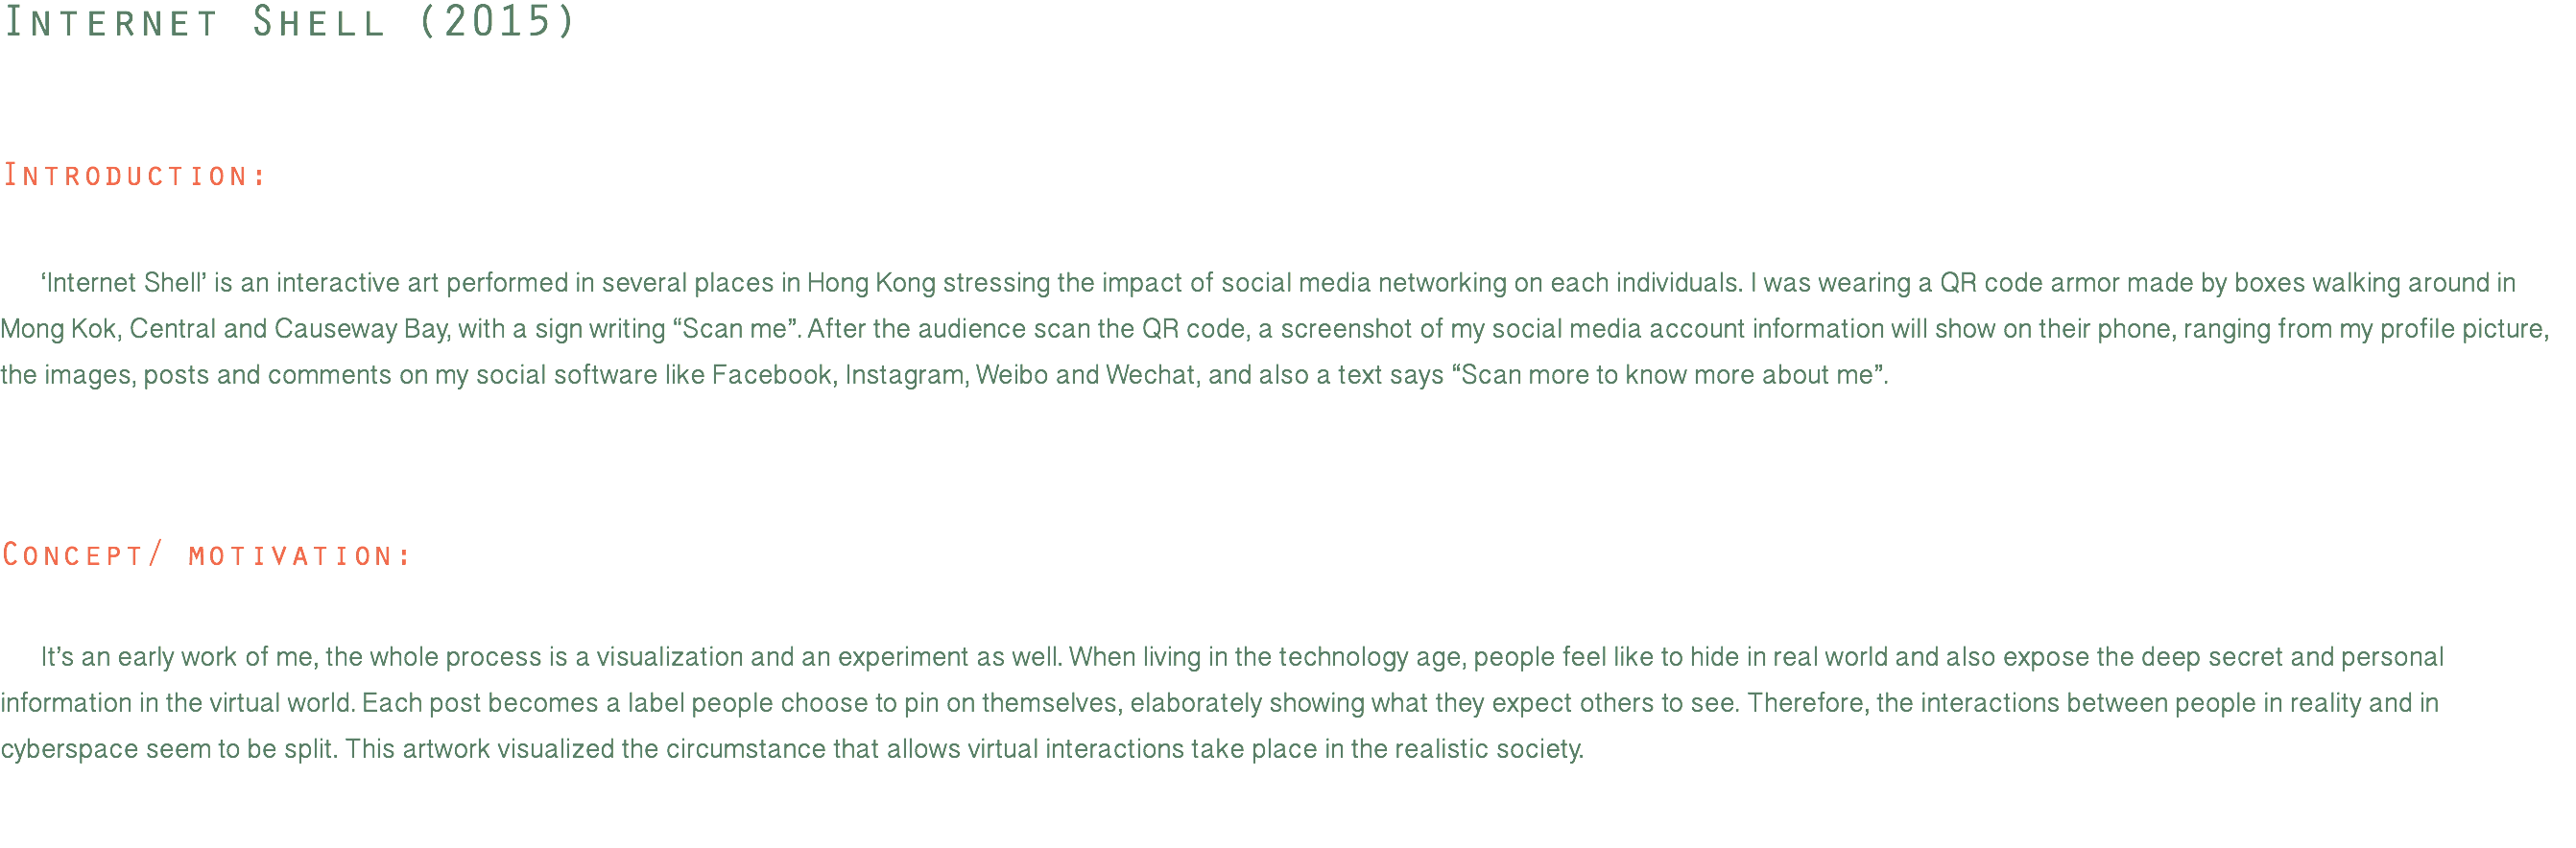 Internet Shell (2015)
Introduction:
‘Internet Shell’ is an interactive art performed in several places in Hong Kong stressing the impact of social media networking on each individuals. I was wearing a QR code armor made by boxes walking around in
Mong Kok, Central and Causeway Bay, with a sign writing “Scan me”. After the audience scan the QR code, a screenshot of my social media account information will show on their phone, ranging from my profile picture,
the images, posts and comments on my social software like Facebook, Instagram, Weibo and Wechat, and also a text says “Scan more to know more about me”.
Concept/ motivation:
It’s an early work of me, the whole process is a visualization and an experiment as well. When living in the technology age, people feel like to hide in real world and also expose the deep secret and personal
information in the virtual world. Each post becomes a label people choose to pin on themselves, elaborately showing what they expect others to see. Therefore, the interactions between people in reality and in
cyberspace seem to be split. This artwork visualized the circumstance that allows virtual interactions take place in the realistic society.